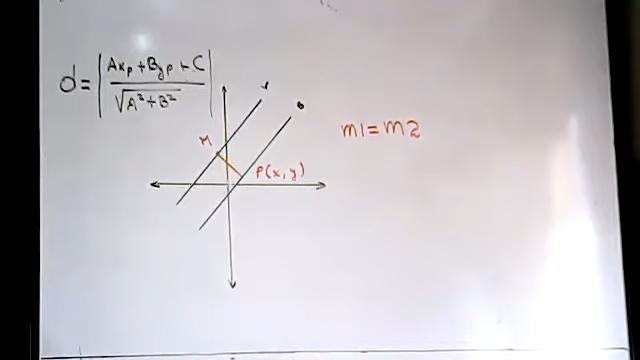 d = | Axp + Byp + C / √A² + B² |
m1 = m2
M
P(x, y)